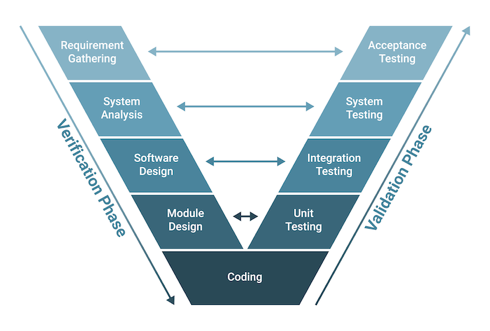 Requirement
Gathering
Acceptance
Testing
System
Analysis
System
Testing
Software
Design
Integration
Testing
Module
Design
Unit
Testing
Coding
Verification Phase
Validation Phase